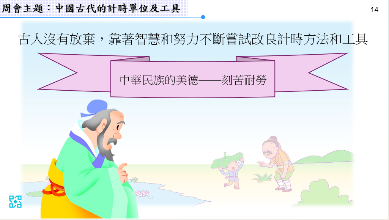 周會主題：中國古代的計時單位及工具
14
古人沒有放棄，靠著智慧和努力不斷嘗試改良計時方法和工具
中華民族的美德——刻苦耐勞